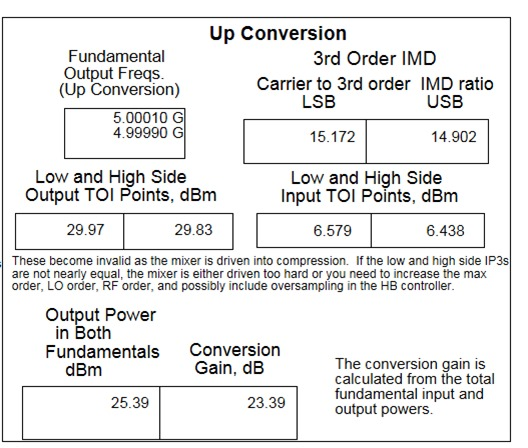 Up Conversion
Fundamental
Output Freqs.
(Up Conversion)
5.00010 G
4.99990 G
3rd Order IMD
Carrier to 3rd order IMD ratio
LSB USB
15.172 14.902
Low and High Side
Output TOI Points, dBm
29.97 29.83
Low and High Side
Input TOI Points, dBm
6.579 6.438
These become invalid as the mixer is driven into compression. If the low and high side IP3s
are not nearly equal, the mixer is either driven too hard or you need to increase the max
order, LO order, RF order, and possibly include oversampling in the HB controller.
Output Power
in Both
Fundamentals
dBm
25.39
Conversion
Gain, dB
23.39
The conversion gain is
calculated from the total
fundamental input and
output powers.